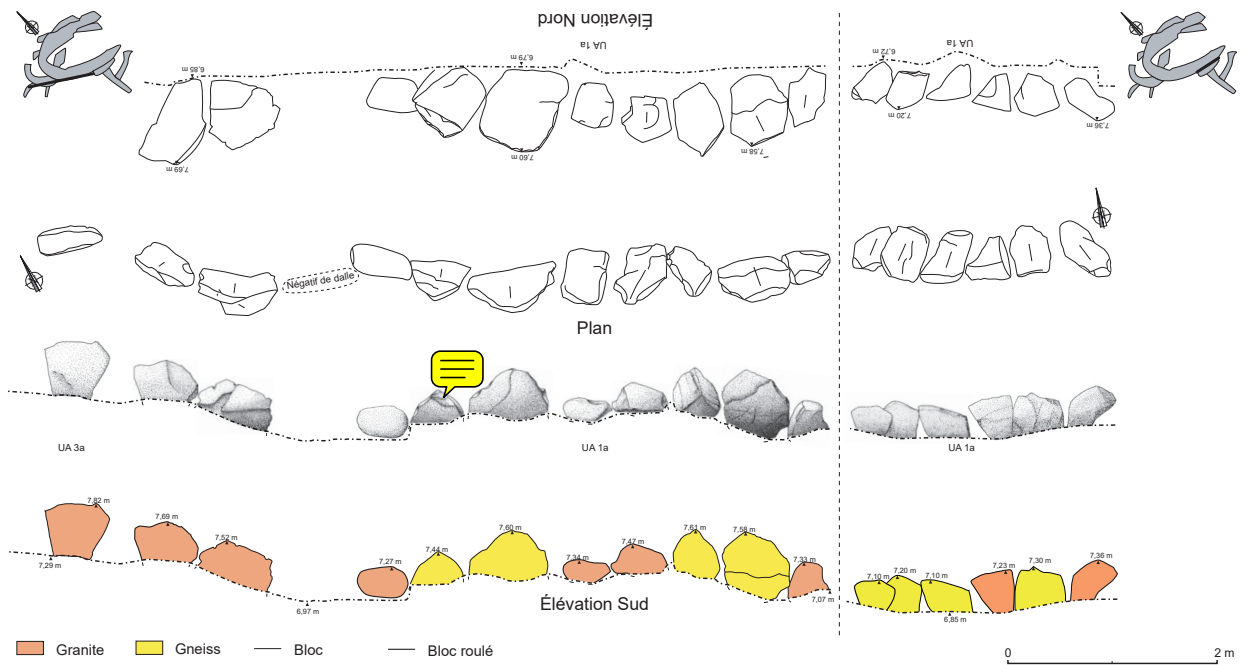 Élévation Nord
UA 1a
UA 1a
6,85 m
6,79 m
6,72 m
7,20 m
7,36 m
7,69 m
7,60 m
7,58 m
Négatif de dalle
Plan
UA 3a
UA 1a
UA 1a
7,82 m
7,69 m
7,52 m
7,27 m
7,44 m
7,60 m
7,34 m
7,47 m
7,61 m
7,58 m
7,33 m
7,10 m
7,20 m
7,10 m
7,23 m
7,30 m
7,36 m
7,29 m
6,97 m
7,07 m
6,85 m
Élévation Sud
Granite
Gneiss
Bloc
Bloc roulé
0
2 m